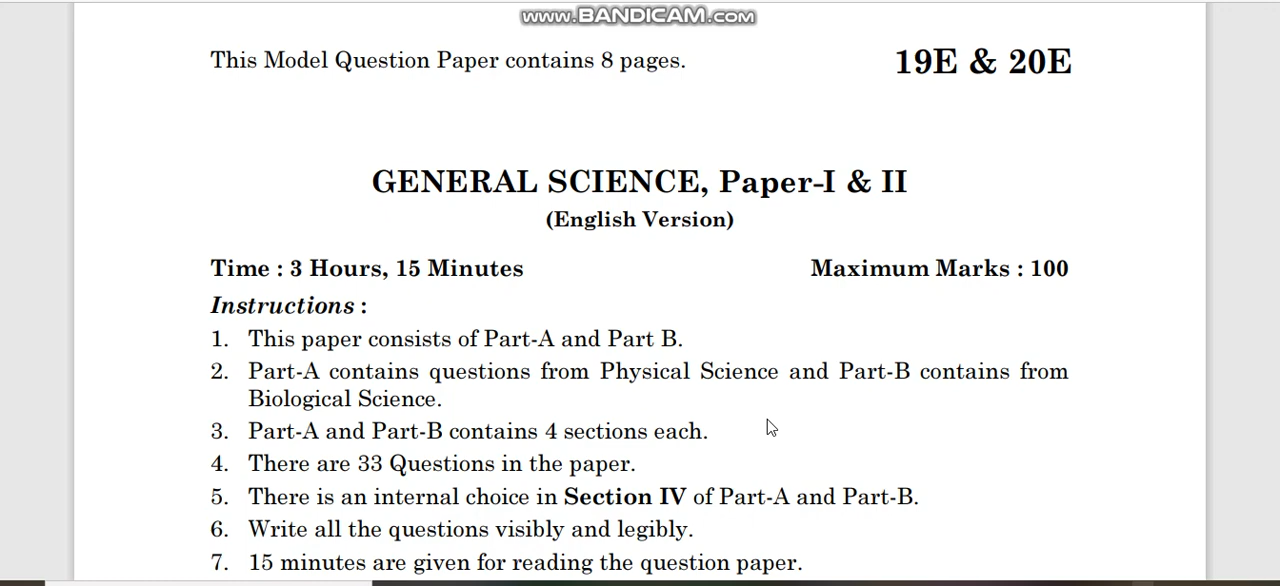 www.BANDICAM.COM
This Model Question Paper contains 8 pages.
19E & 20E
GENERAL SCIENCE, Paper-I & II
(English Version)
Time : 3 Hours, 15 Minutes
Maximum Marks : 100
Instructions :
1. This paper consists of Part-A and Part B.
2. Part-A contains questions from Physical Science and Part-B contains from
Biological Science.
3. Part-A and Part-B contains 4 sections each.
4. There are 33 Questions in the paper.
5. There is an internal choice in Section IV of Part-A and Part-B.
6. Write all the questions visibly and legibly.
7. 15 minutes are given for reading the question paper.